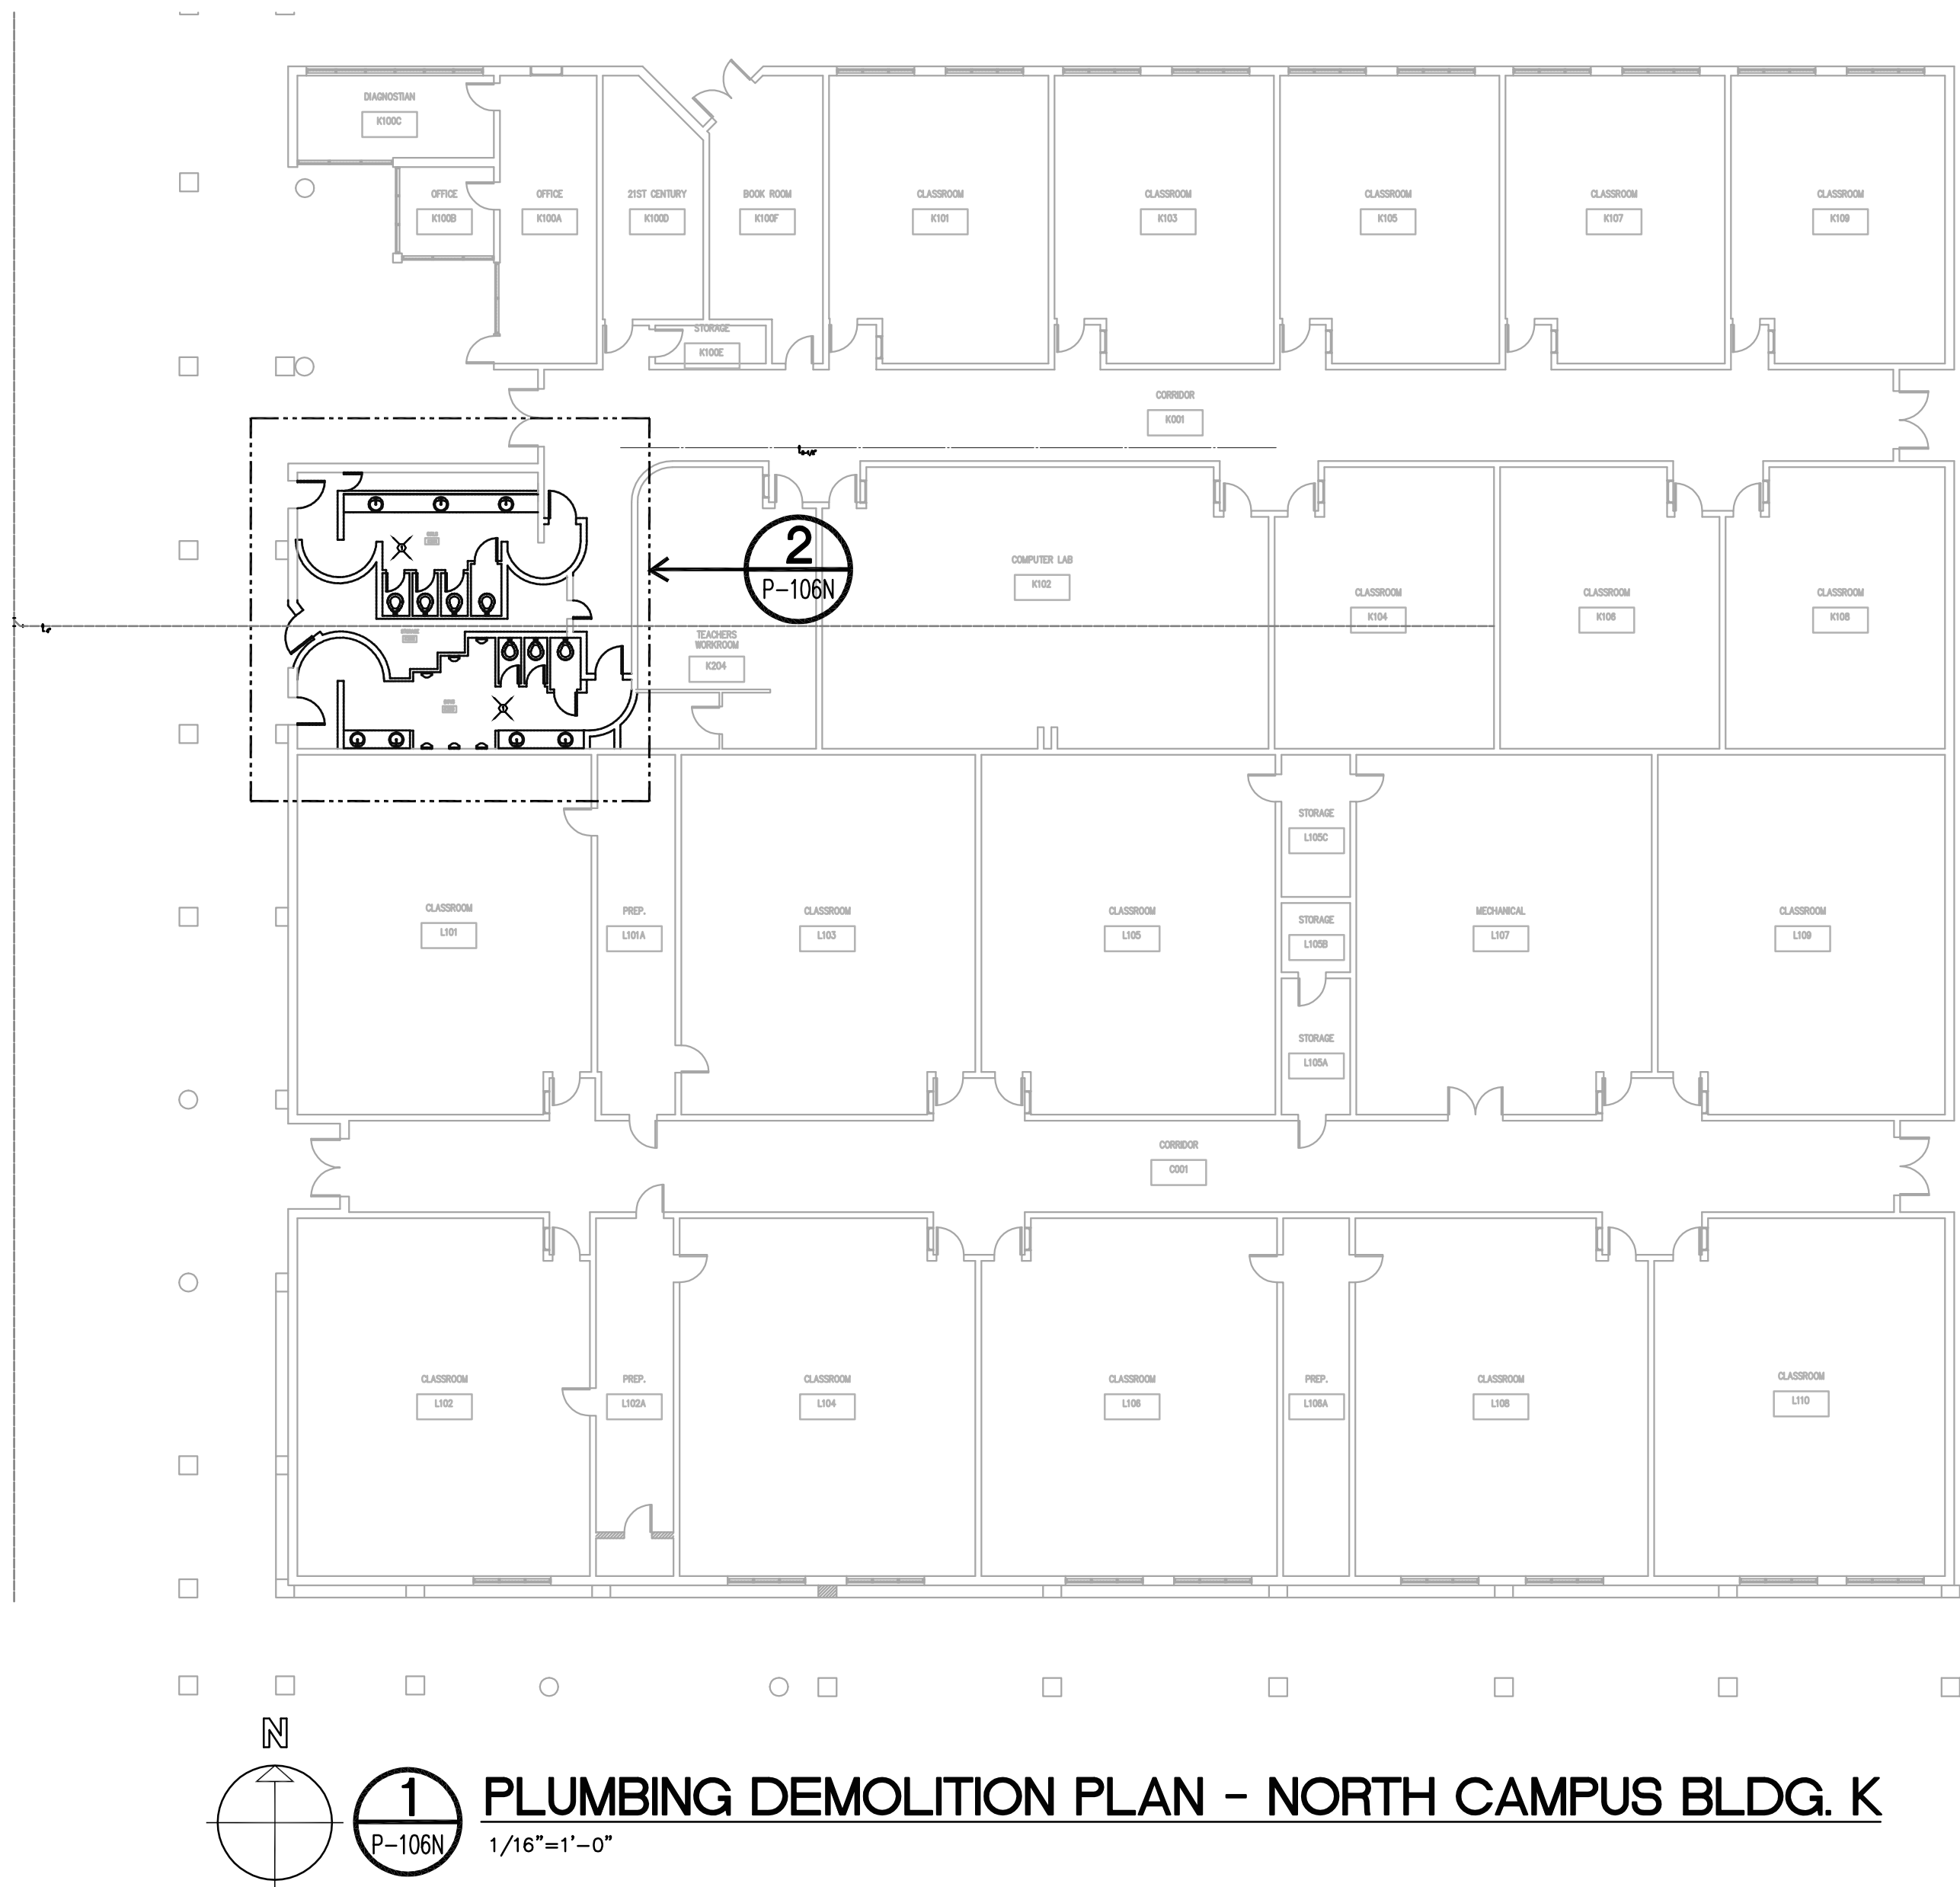 DIAGNOSTIAN
K100C
OFFICE
K100B
OFFICE
K100A
21ST CENTURY
K100D
BOOK ROOM
K100F
CLASSROOM
K101
CLASSROOM
K103
CLASSROOM
K105
CLASSROOM
K107
CLASSROOM
K109
STORAGE
K100E
CORRIDOR
K001
2
P-106N
COMPUTER LAB
K102
CLASSROOM
K104
CLASSROOM
K106
CLASSROOM
K108
TEACHERS
WORKROOM
K204
STORAGE
L105C
CLASSROOM
L101
PREP.
L101A
CLASSROOM
L103
CLASSROOM
L105
STORAGE
L105B
MECHANICAL
L107
CLASSROOM
L109
STORAGE
L105A
CORRIDOR
C001
CLASSROOM
L102
PREP.
L102A
CLASSROOM
L104
CLASSROOM
L106
PREP.
L106A
CLASSROOM
L108
CLASSROOM
L110
N
1
P-106N
PLUMBING DEMOLITION PLAN - NORTH CAMPUS BLDG. K
1/16"=1'-0"